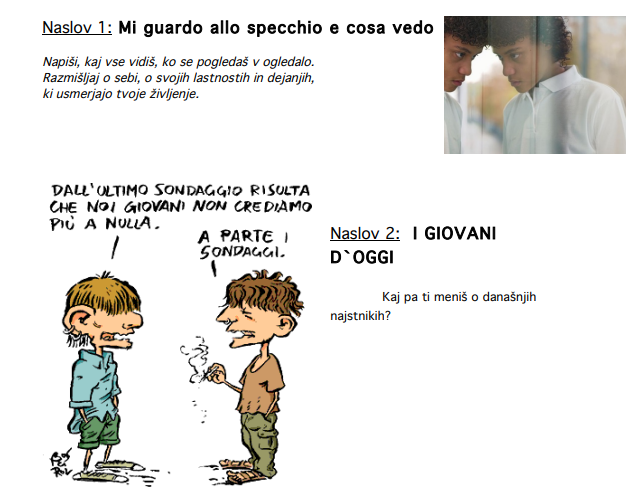 Naslov 1: Mi guardo allo specchio e cosa vedo
Napiši, kaj vse vidiš, ko se pogledaš v ogledalo.
Razmišljaj o sebi, o svojih lastnostih in dejanjih,
ki usmerjajo tvoje življenje.
DALL'ULTIMO SONDAGGIO RISULTA
CHE NOI GIOVANI NON CREDIAMO
PIÙ A NULLA.
A PARTE I
SONDAGGI.
Naslov 2: I GIOVANI
D`OGGI
Kaj pa ti meniš o današnjih
najstnikih?